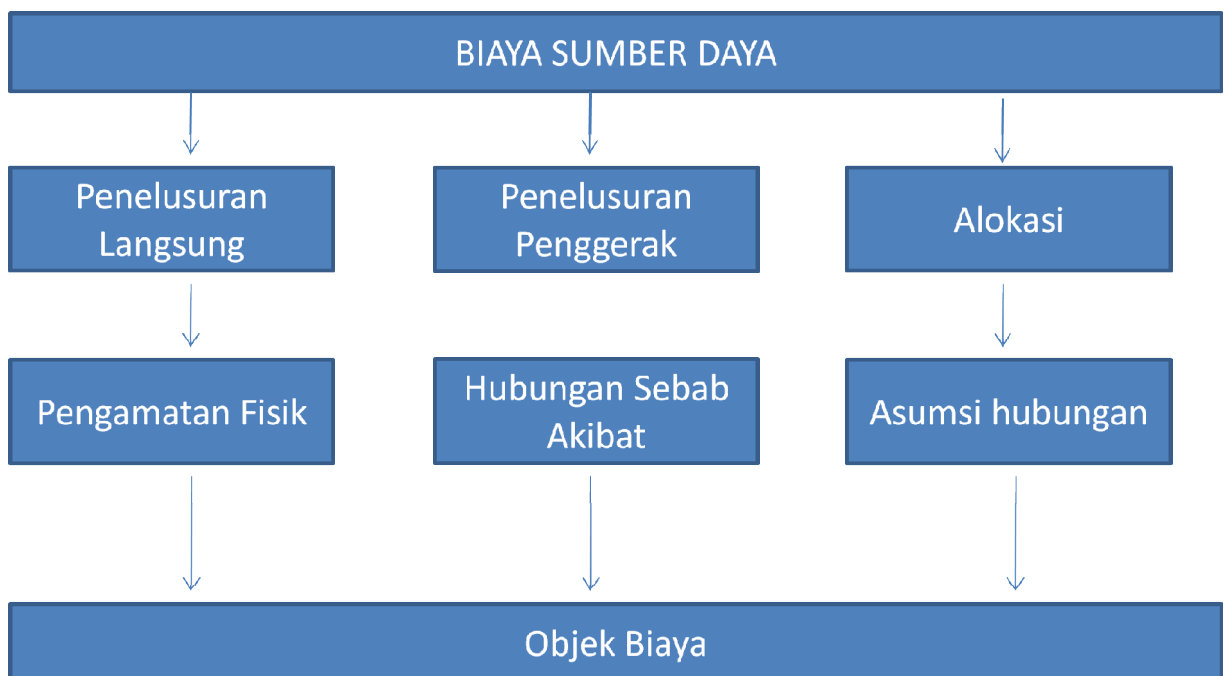 BIAYA SUMBER DAYA
Penelusuran
Langsung
Penelusuran
Penggerak
Alokasi
Pengamatan Fisik
Hubungan Sebab
Akibat
Asumsi hubungan
Objek Biaya